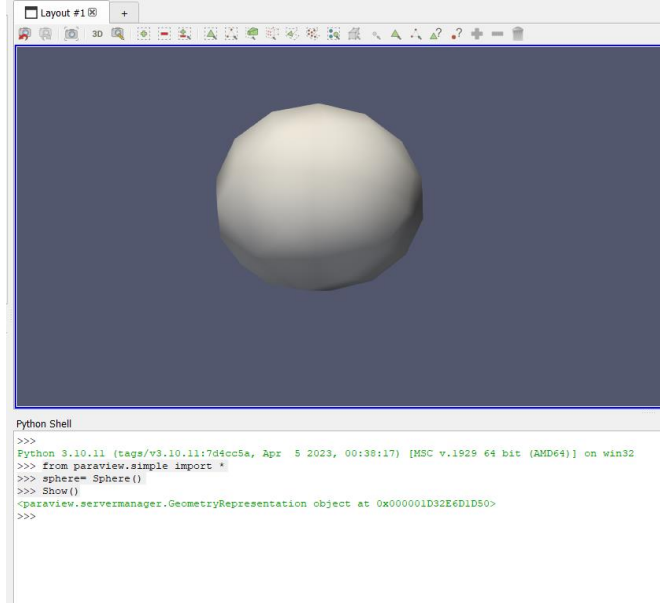 Layout #1
+
3D
Python Shell
>>>
Python 3.10.11 (tags/v3.10.11:7d4cc5a, Apr  5 2023, 00:38:17) [MSC v.1929 64 bit (AMD64)] on win32
>>> from paraview.simple import *
>>> sphere= Sphere()
>>> Show()
<paraview.servermanager.GeometryRepresentation object at 0x000001D32E6D1D50>
>>>